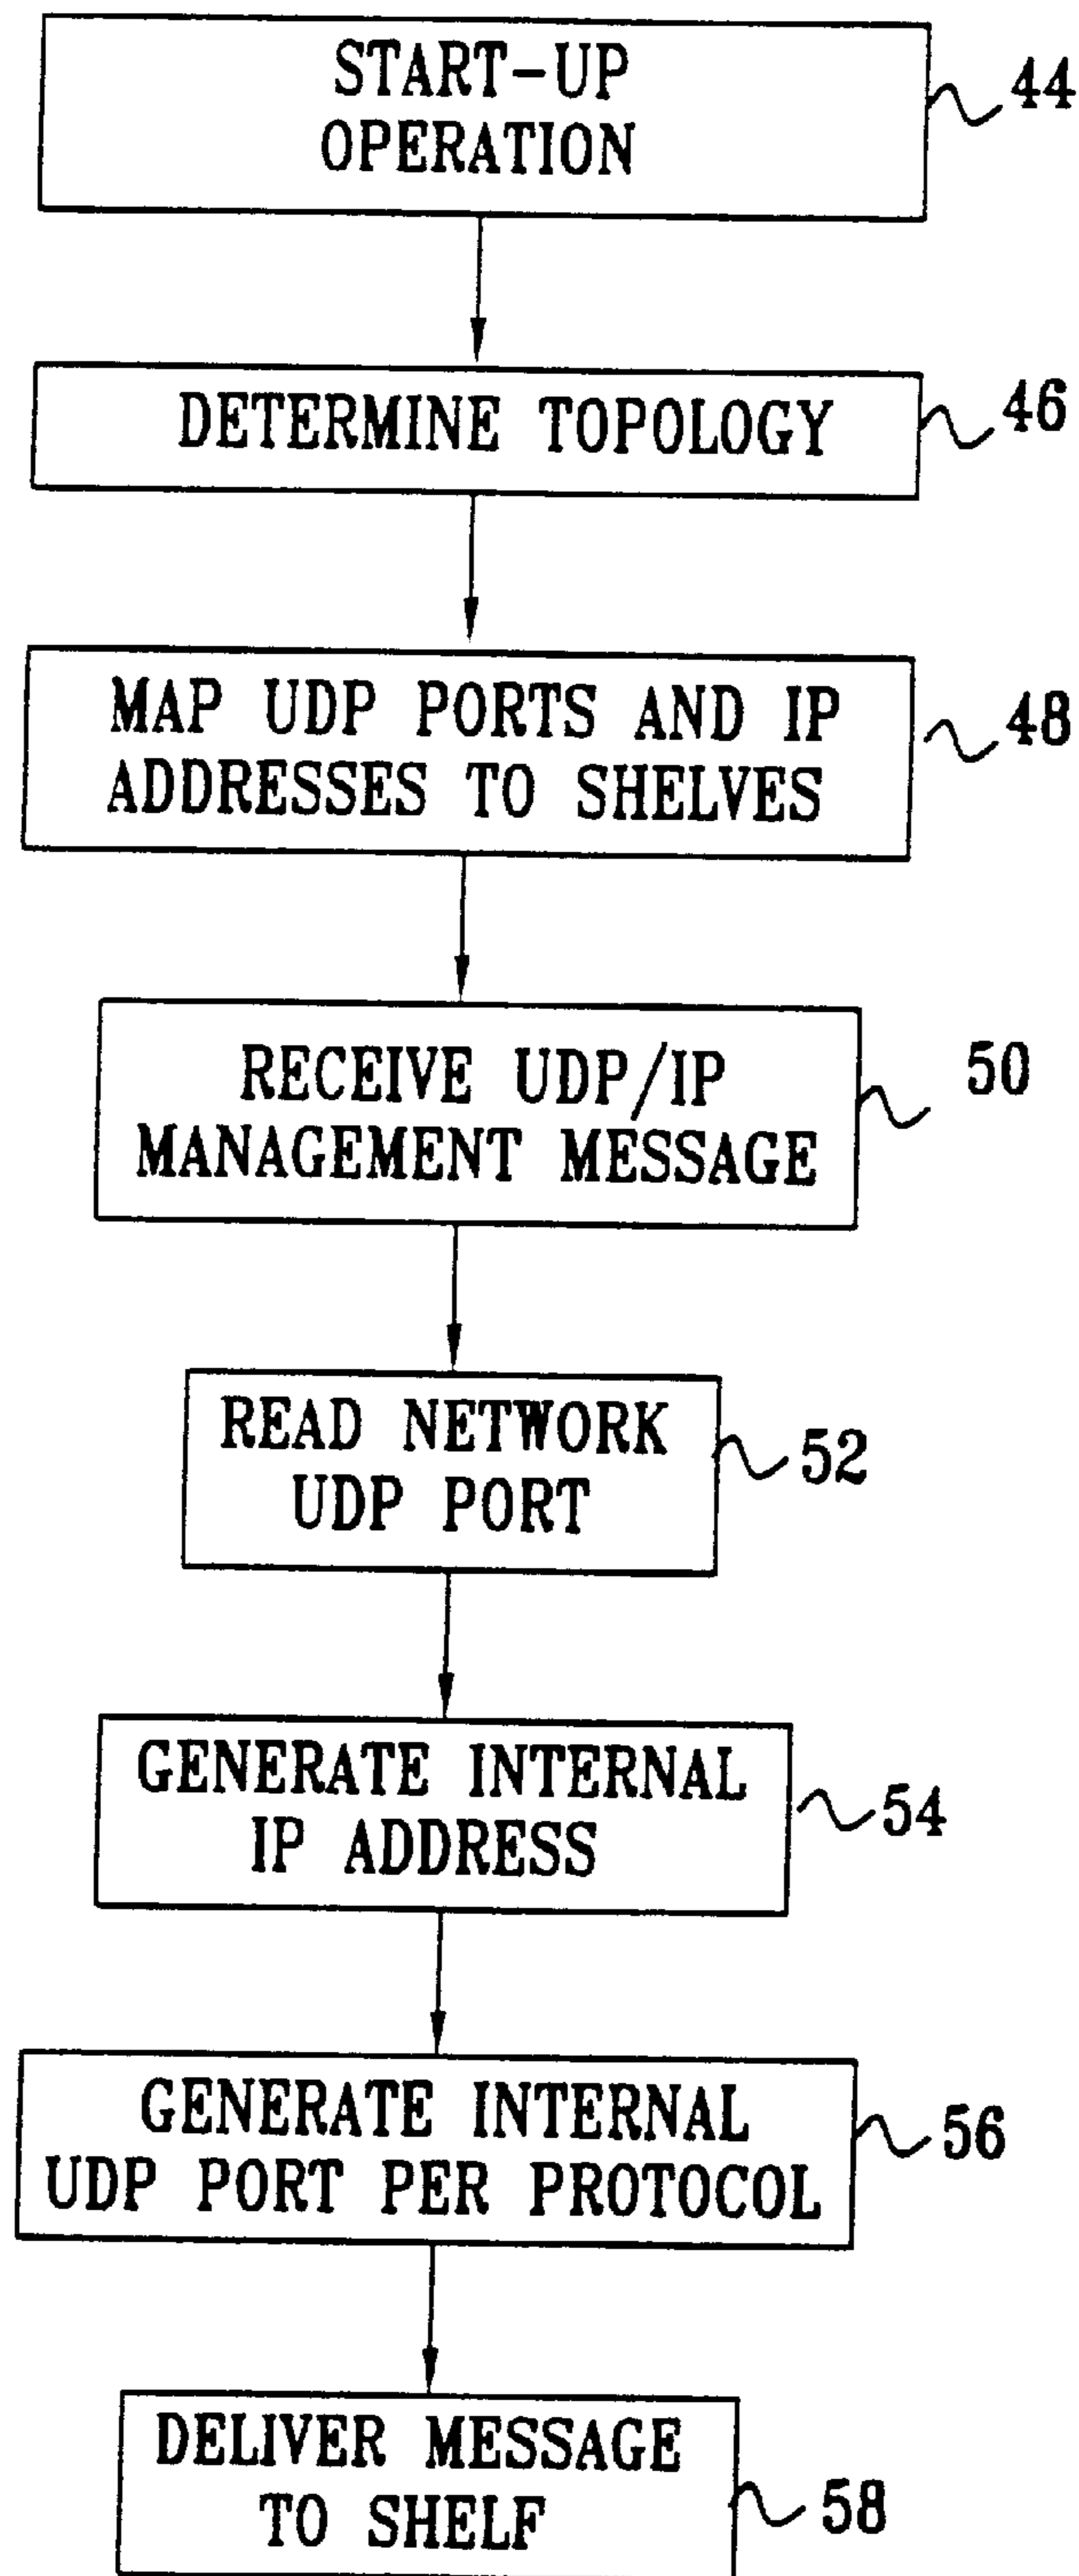 START-UP
OPERATION
44
DETERMINE TOPOLOGY
46
MAP UDP PORTS AND IP
ADDRESSES TO SHELVES
48
RECEIVE UDP/IP
MANAGEMENT MESSAGE
50
READ NETWORK
UDP PORT
52
GENERATE INTERNAL
IP ADDRESS
54
GENERATE INTERNAL
UDP PORT PER PROTOCOL
56
DELIVER MESSAGE
TO SHELF
58